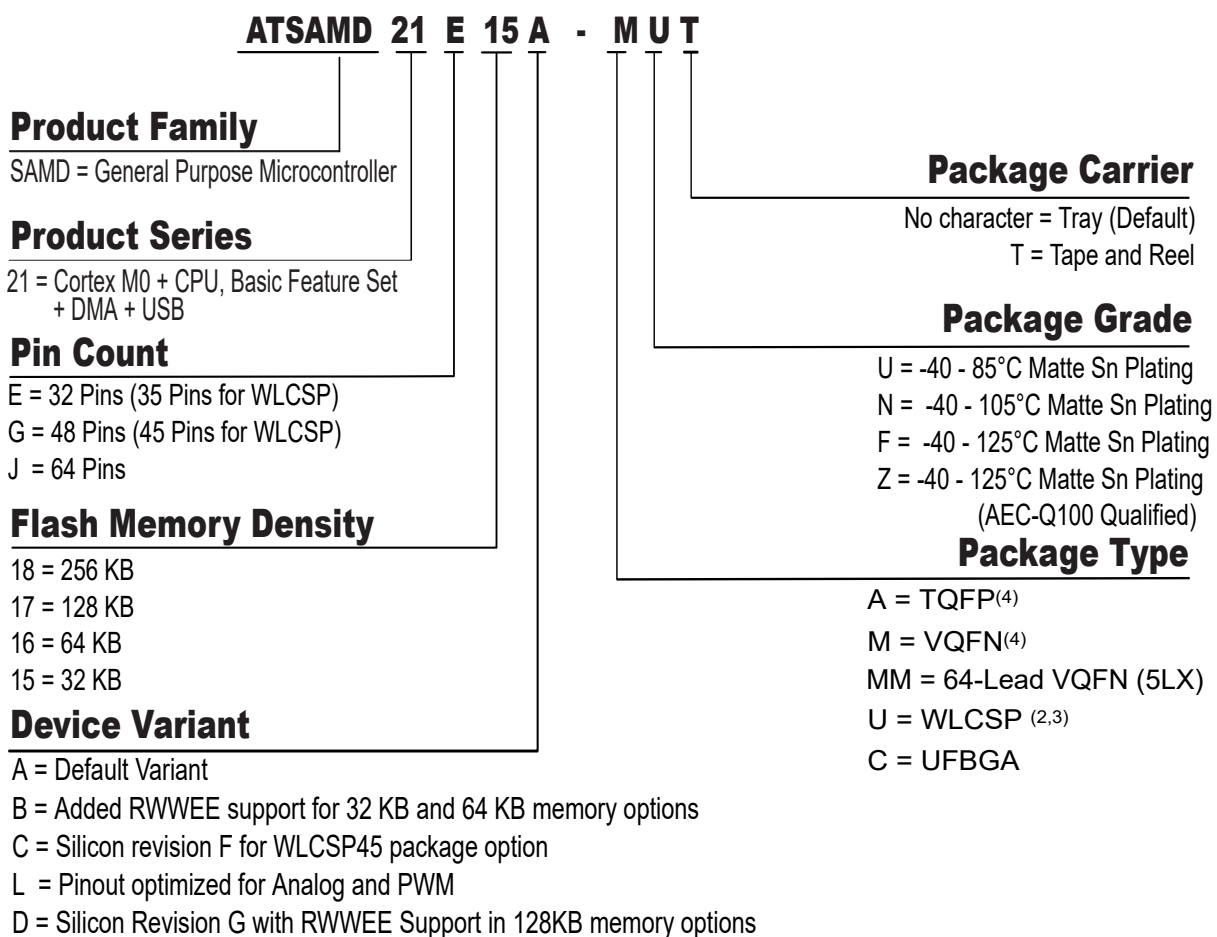 ATSAMD 21 E 15 A - M U T
Product Family
SAMD = General Purpose Microcontroller
Product Series
21 = Cortex M0 + CPU, Basic Feature Set
+ DMA + USB
Pin Count
E = 32 Pins (35 Pins for WLCSP)
G = 48 Pins (45 Pins for WLCSP)
J = 64 Pins
Flash Memory Density
18 = 256 KB
17 = 128 KB
16 = 64 KB
15 = 32 KB
Device Variant
A = Default Variant
B = Added RWWEE support for 32 KB and 64 KB memory options
C = Silicon revision F for WLCSP45 package option
L = Pinout optimized for Analog and PWM
D = Silicon Revision G with RWWEE Support in 128KB memory options
Package Carrier
No character = Tray (Default)
T = Tape and Reel
Package Grade
U = -40 - 85°C Matte Sn Plating
N = -40 - 105°C Matte Sn Plating
F = -40 - 125°C Matte Sn Plating
Z = -40 - 125°C Matte Sn Plating
(AEC-Q100 Qualified)
Package Type
A = TQFP(4)
M = VQFN(4)
MM = 64-Lead VQFN (5LX)
U = WLCSP (2,3)
C = UFBGA